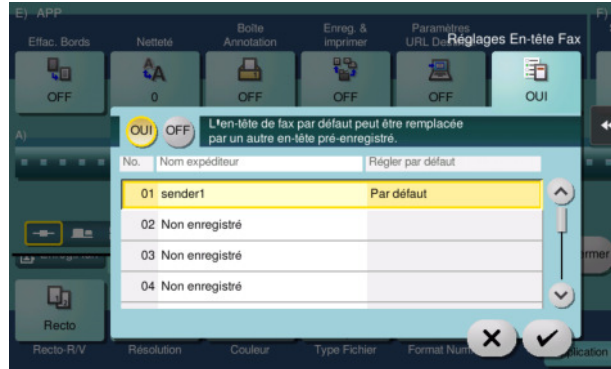 E) APP
F)
Effac. Bords
Netteté
Boîte
Annotation
Enreg. &
imprimer
Paramètres
URL Des
Réglages En-tête Fax
OFF
0
OFF
OFF
OFF
OUI
A)
OUI
OFF
L'en-tête de fax par défaut peut être remplacée
par un autre en-tête pré-enregistré.
No.
Nom expéditeur
Régler par défaut
01 sender1 Par défaut
02 Non enregistré
03 Non enregistré
04 Non enregistré
rmer
Recto
Recto-R/V
Résolution
Couleur
Type Fichier
Format Num
plication